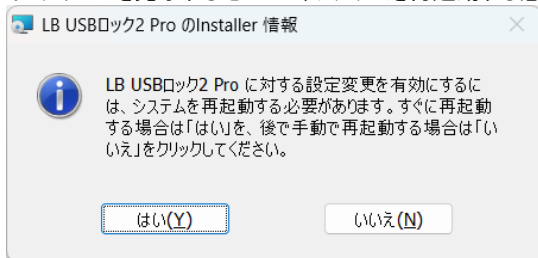 LB USBロック2 Pro のInstaller 情報
LB USBロック2 Pro に対する設定変更を有効にするに
は、システムを再起動する必要があります。すぐに再起動
する場合は「はい」を、後で手動で再起動する場合は「い
いえ」をクリックしてください。
はい(Y)
いいえ(N)